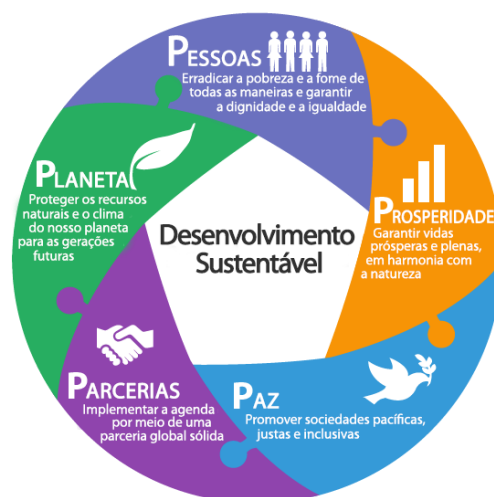 PESSOAS
Erradicar a pobreza e a fome de
todas as maneiras e garantir
a dignidade e a igualdade
PLANETA
Proteger os recursos
naturais e o clima
do nosso planeta
para as gerações
futuras
PROSPERIDADE
Garantir vidas
prósperas e plenas,
em harmonia com
a natureza
Desenvolvimento
Sustentável
PARCERIAS
Implementar a agenda
por meio de uma
parceria global sólida
PAZ
Promover sociedades pacíficas,
justas e inclusivas